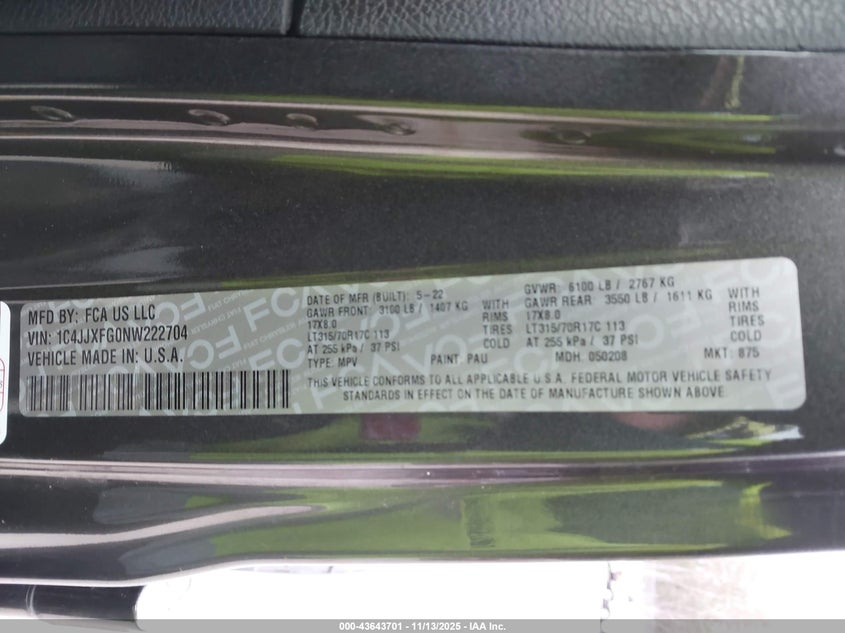 MFD BY: FCA US LLC
VIN: 1C4JJXFG0NW222704
VEHICLE MADE IN U.S.A.
DATE OF MFR (BUILT): 5-22
GAWR FRONT: 3100 LB / 1407 KG WITH
17X8.0 RIMS
LT315/70R17C 113 TIRES
AT 255 kPa / 37 PSI COLD
TYPE: MPV PAINT: PAU
GVWR: 6100 LB / 2767 KG
GAWR REAR: 3550 LB / 1611 KG WITH
17X8.0 RIMS
LT315/70R17C 113 TIRES
AT 255 kPa / 37 PSI COLD
MDH: 050208 MKT: 875
THIS VEHICLE CONFORMS TO ALL APPLICABLE U.S.A. FEDERAL MOTOR VEHICLE SAFETY
STANDARDS IN EFFECT ON THE DATE OF MANUFACTURE SHOWN ABOVE
000-43643701 - 11/13/2025 - IAA Inc.